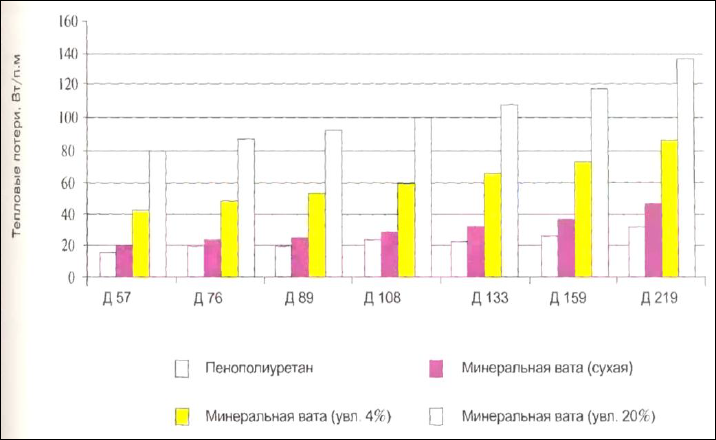 Тепловые потери. Вт/п.м
160
140
120
100
80
60
40
20
0
Д 57
Д 76
Д 89
Д 108
Д 133
Д 159
Д 219
Пенополиуретан
Минеральная вата (сухая)
Минеральная вата (увл. 4%)
Минеральная вата (увл. 20%)